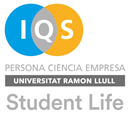 IQS
PERSONA CIENCIA EMPRESA
UNIVERSITAT RAMON LLULL
Student Life